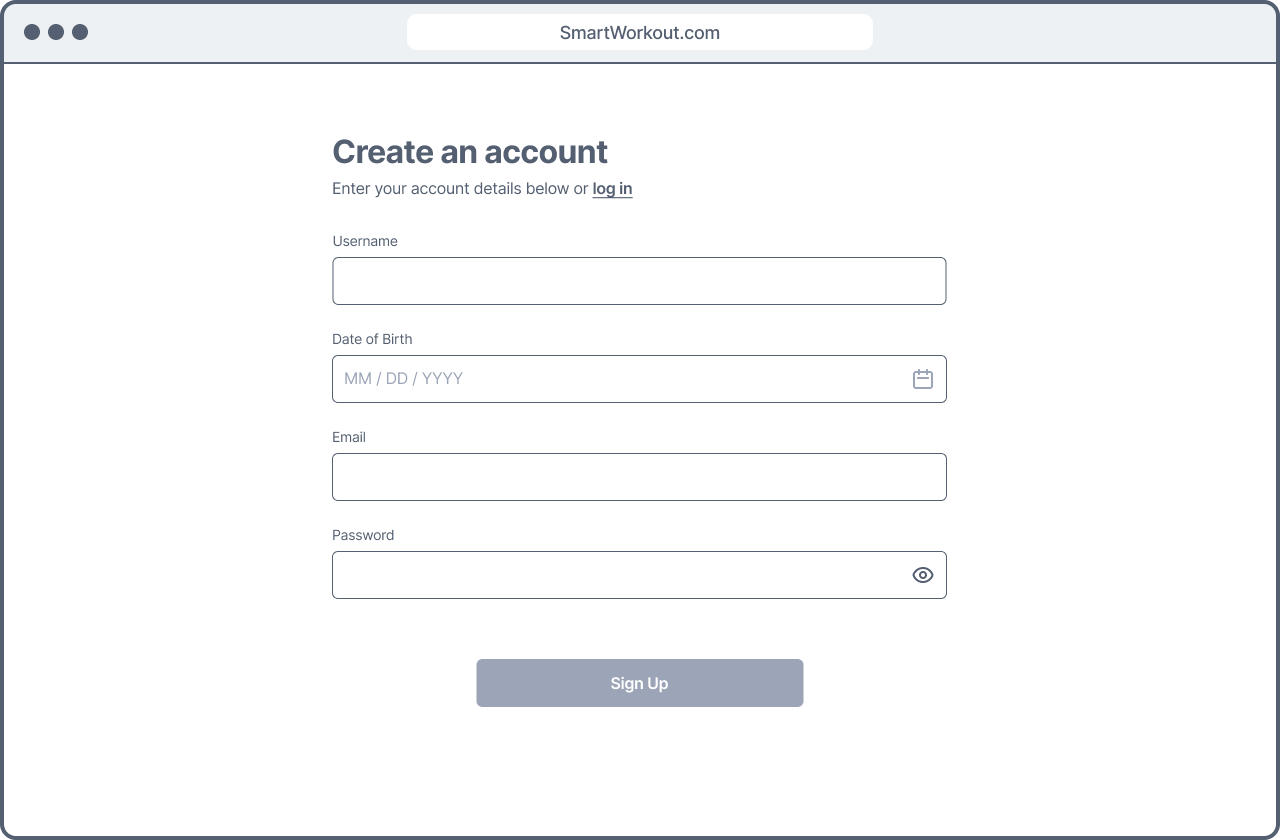 SmartWorkout.com
Create an account
Enter your account details below or log in
Username
Date of Birth
MM / DD / YYYY
Email
Password
Sign Up